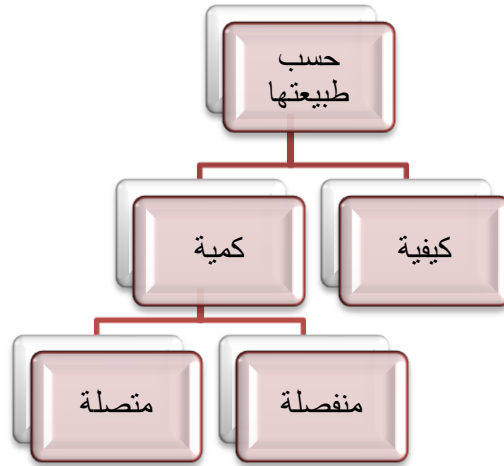 حسب
طبيعتها
كيفية
كمية
منفصلة
متصلة